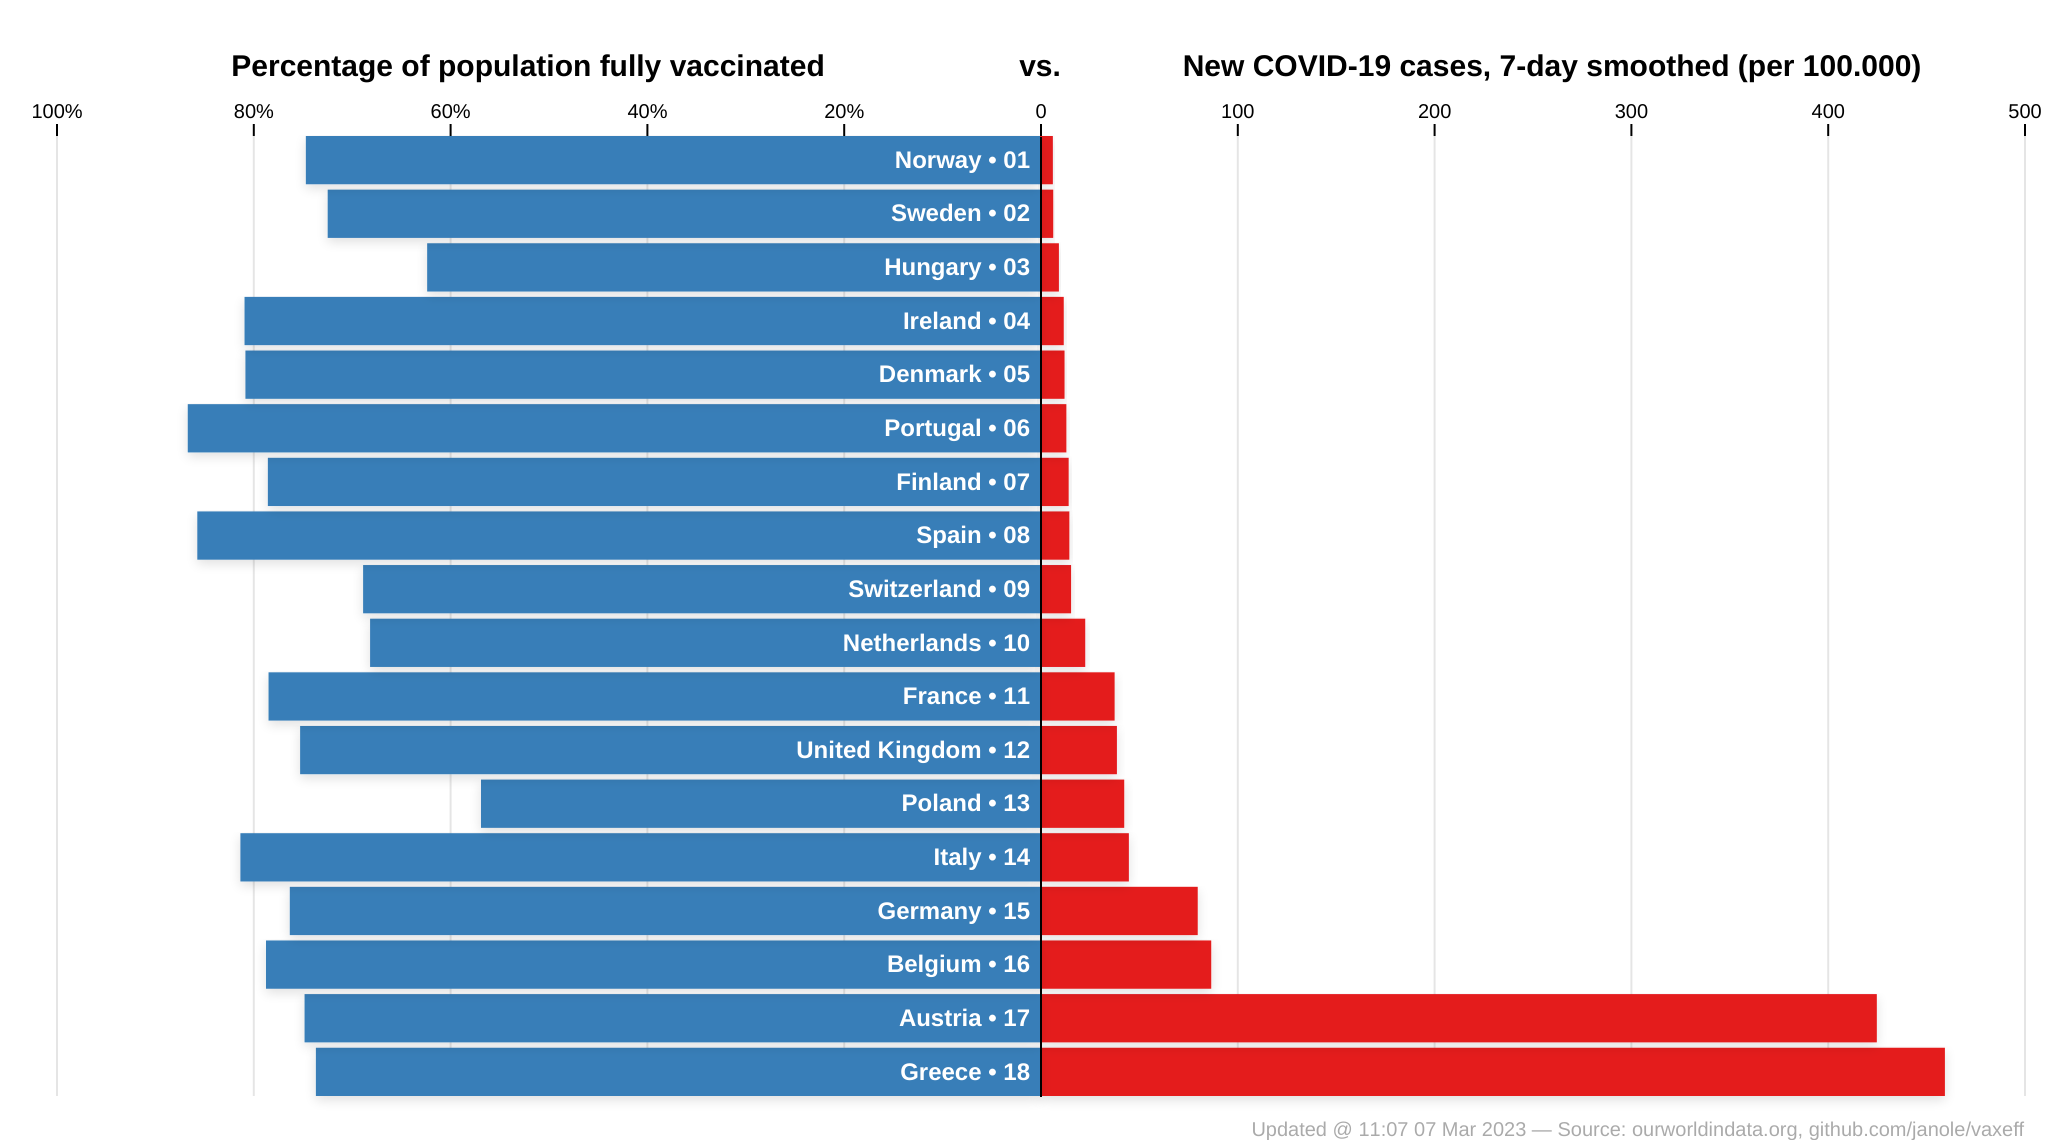 Percentage of population fully vaccinated vs. New COVID-19 cases, 7-day smoothed (per 100.000)
100% 80% 60% 40% 20% 0 100 200 300 400 500
Norway • 01
Sweden • 02
Hungary • 03
Ireland • 04
Denmark • 05
Portugal • 06
Finland • 07
Spain • 08
Switzerland • 09
Netherlands • 10
France • 11
United Kingdom • 12
Poland • 13
Italy • 14
Germany • 15
Belgium • 16
Austria • 17
Greece • 18
Updated @ 11:07 07 Mar 2023 — Source: ourworldindata.org, github.com/janole/vaxeff